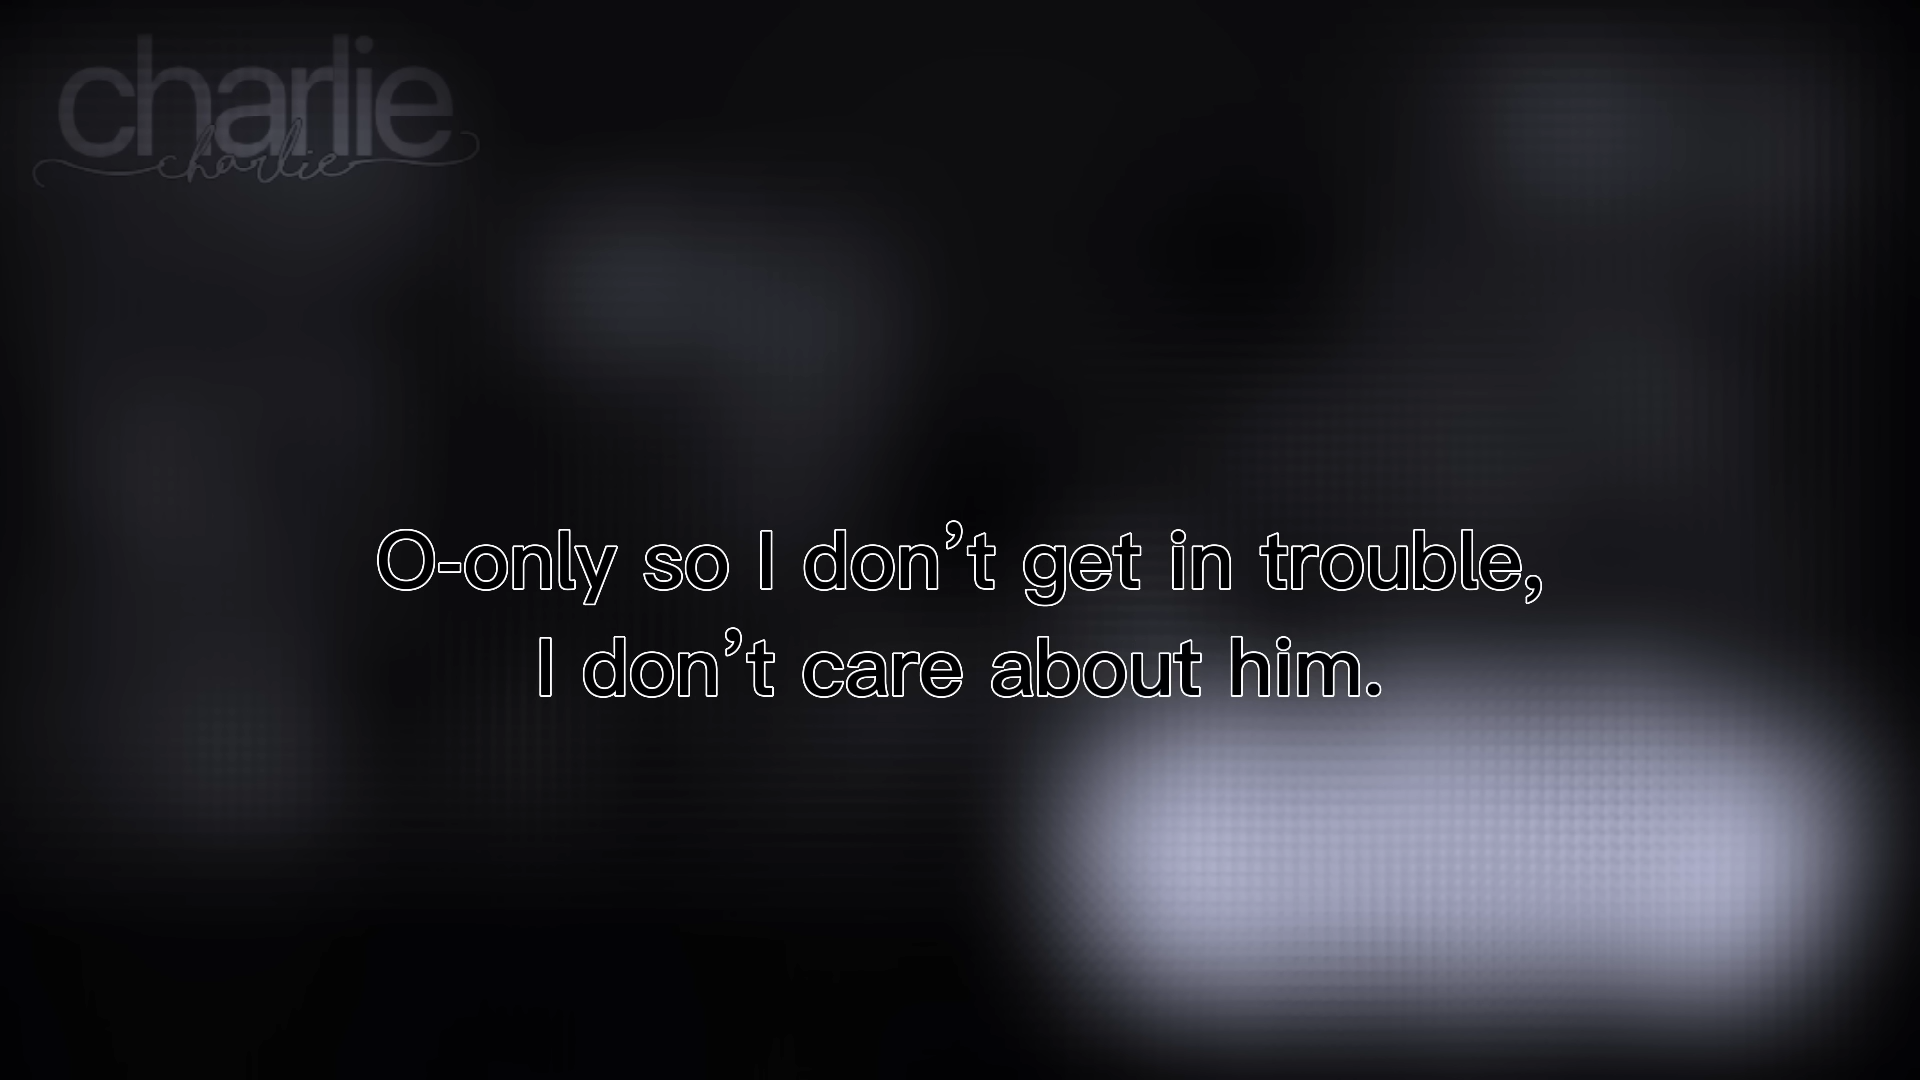 charlie
charlie
O-only so I don’t get in trouble,
I don’t care about him.